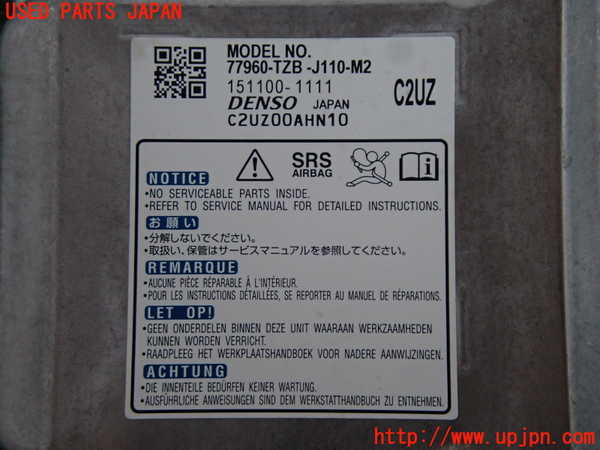 USED PARTS JAPAN
MODEL NO.
77960-TZB -J110-M2
151100-1111
DENSO JAPAN
C2UZ
C2UZ00AHN10
SRS
AIRBAG
NOTICE
•NO SERVICEABLE PARTS INSIDE.
•REFER TO SERVICE MANUAL FOR DETAILED INSTRUCTIONS.
お願い
•分解しないでください。
•取扱い、保管はサービスマニュアルを参照してください。
REMARQUE
•AUCUNE PIÈCE RÉPARABLE À L'INTÉRIEUR.
•POUR LES INSTRUCTIONS DÉTAILLÉES, SE REPORTER AU MANUEL DE RÉPARATIONS.
LET OP!
•GEEN ONDERDELEN BINNEN DEZE UNIT WAARAAN WERKZAAMHEDEN
KUNNEN WORDEN VERRICHT.
•RAADPLEEG HET WERKPLAATSHANDBOEK VOOR NADERE AANWIJZINGEN.
ACHTUNG
•DIE INNENTEILE BEDÜRFEN KEINER WARTUNG.
•AUSFÜHRLICHE ANWEISUNGEN SIND DEM WERKSTATTHANDBUCH ZU ENTNEHMEN.
http://www.upjpn.com/